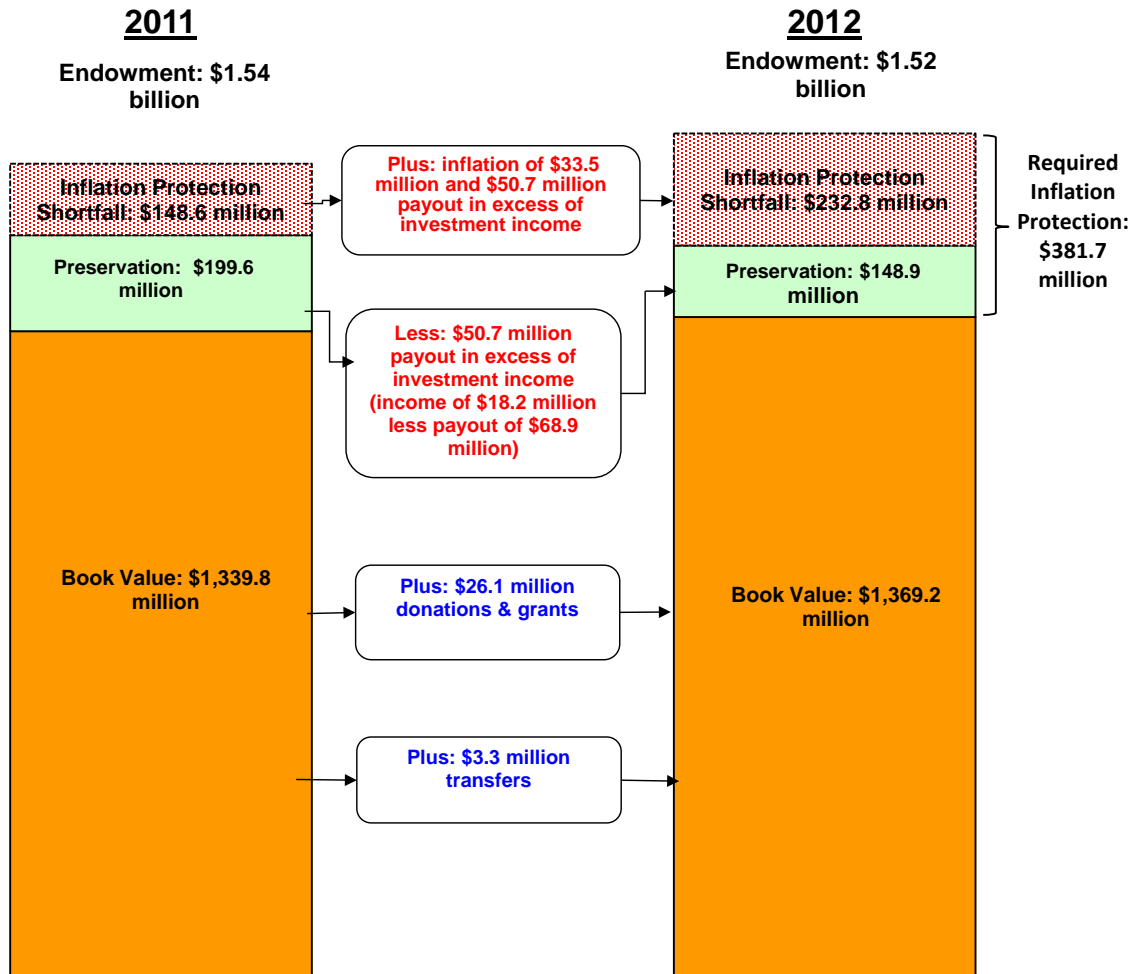 2011
Endowment: $1.54
billion
2012
Endowment: $1.52
billion
Inflation Protection
Shortfall: $148.6 million
Preservation: $199.6
million
Book Value: $1,339.8
million
Plus: inflation of $33.5
million and $50.7 million
payout in excess of
investment income
Less: $50.7 million
payout in excess of
investment income
(income of $18.2 million
less payout of $68.9
million)
Plus: $26.1 million
donations & grants
Plus: $3.3 million
transfers
Inflation Protection
Shortfall: $232.8 million
Preservation: $148.9
million
Book Value: $1,369.2
million
Required
Inflation
Protection:
$381.7
million